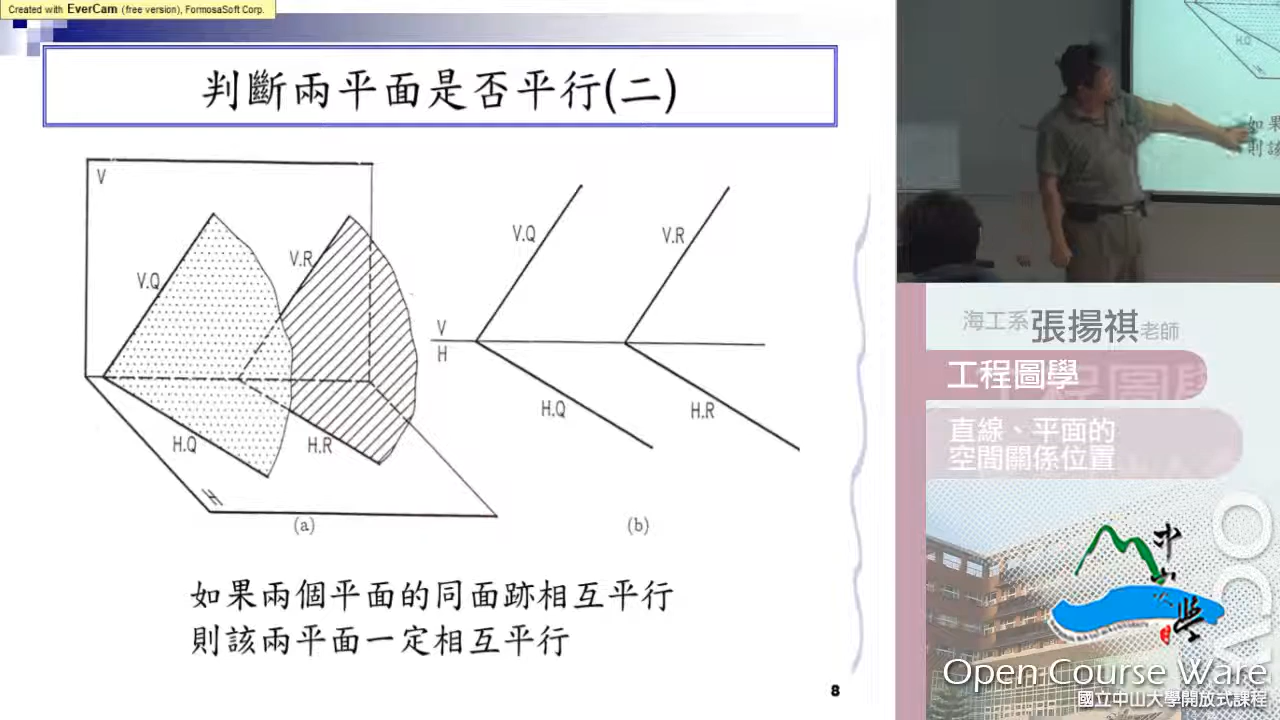 Created with EverCam (free version), FormosaSoft Corp.
判斷兩平面是否平行(二)
V
V.Q
V.R
H.Q
H.R
H
(a)
V.Q
V.R
V
H
H.Q
H.R
(b)
如果兩個平面的同面跡相互平行
則該兩平面一定相互平行
8
H.Q
如果
則該
海工系張揚祺老師
工程圖學
直線、平面的
空間關係位置
中山大學
Open Course Ware
國立中山大學開放式課程